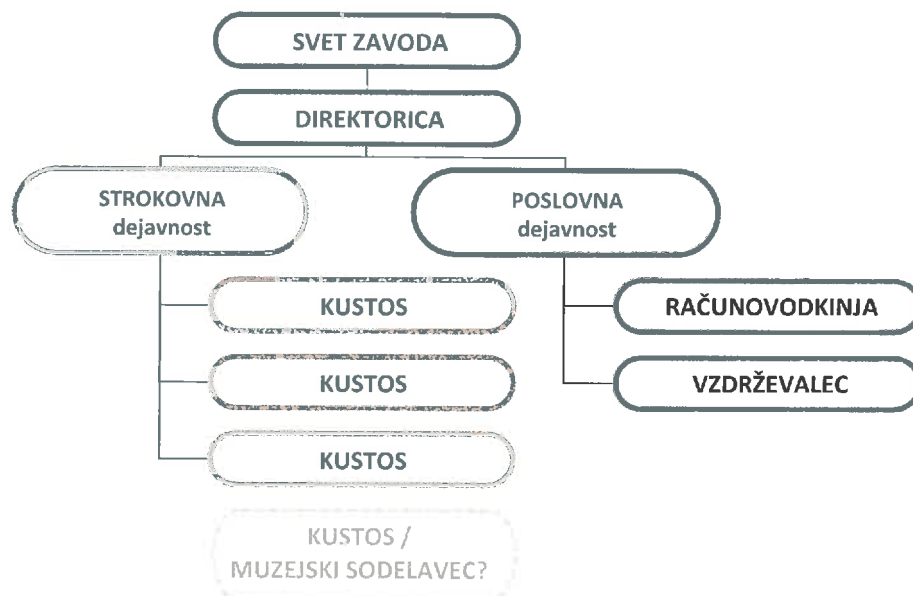 SVET ZAVODA
DIREKTORICA
STROKOVNA
dejavnost
POSLOVNA
dejavnost
KUSTOS
KUSTOS
KUSTOS
KUSTOS /
MUZEJSKI SODELAVEC?
RAČUNOVODKINJA
VZDRŽEVALEC